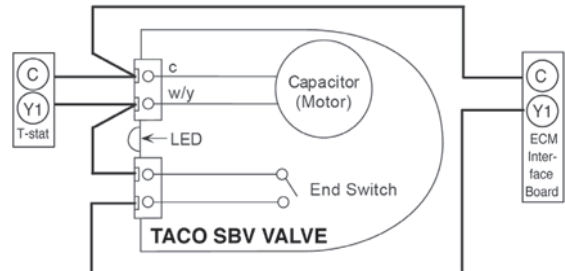 C
Y1
T-stat
c
w/y
LED
Capacitor
(Motor)
End Switch
TACO SBV VALVE
C
Y1
ECM
Inter-
face
Board